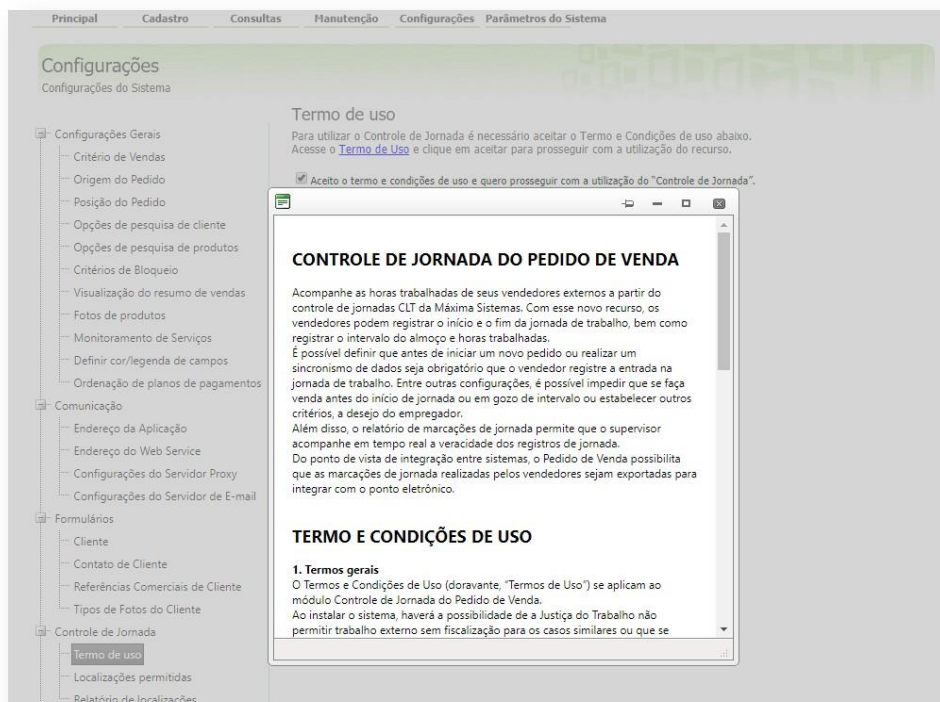 Principal Cadastro Consultas Manutenção Configurações Parâmetros do Sistema
Configurações
Configurações do Sistema
Configurações Gerais
Critério de Vendas
Origem do Pedido
Posição do Pedido
Opções de pesquisa de cliente
Opções de pesquisa de produtos
Critérios de Bloqueio
Visualização do resumo de vendas
Fotos de produtos
Monitoramento de Serviços
Definir cor/legenda de campos
Ordenação de planos de pagamentos
Comunicação
Endereço da Aplicação
Endereço do Web Service
Configurações do Servidor Proxy
Configurações do Servidor de E-mail
Formulários
Cliente
Contato de Cliente
Referências Comerciais de Cliente
Tipos de Fotos do Cliente
Controle de Jornada
Termo de uso
Localizações permitidas
Relatório de localizações
Termo de uso
Para utilizar o Controle de Jornada é necessário aceitar o Termo e Condições de uso abaixo.
Acesse o Termo de Uso e clique em aceitar para prosseguir com a utilização do recurso.
Aceito o termo e condições de uso e quero prosseguir com a utilização do "Controle de Jornada".
CONTROLE DE JORNADA DO PEDIDO DE VENDA
Acompanhe as horas trabalhadas de seus vendedores externos a partir do
controle de jornadas CLT da Máxima Sistemas. Com esse novo recurso, os
vendedores podem registrar o início e o fim da jornada de trabalho, bem como
registrar o intervalo do almoço e horas trabalhadas.
É possível definir que antes de iniciar um novo pedido ou realizar um
sincronismo de dados seja obrigatório que o vendedor registre a entrada na
jornada de trabalho. Entre outras configurações, é possível impedir que se faça
venda antes do início de jornada ou em gozo de intervalo ou estabelecer outros
critérios, a desejo do empregador.
Além disso, o relatório de marcações de jornada permite que o supervisor
acompanhe em tempo real a veracidade dos registros de jornada.
Do ponto de vista de integração entre sistemas, o Pedido de Venda possibilita
que as marcações de jornada realizadas pelos vendedores sejam exportadas para
integrar com o ponto eletrônico.
TERMO E CONDIÇÕES DE USO
1. Termos gerais
O Termos e Condições de Uso (doravante, "Termos de Uso") se aplicam ao
módulo Controle de Jornada do Pedido de Venda.
Ao instalar o sistema, haverá a possibilidade de a Justiça do Trabalho não
permitir trabalho externo sem fiscalização para os casos similares ou que se